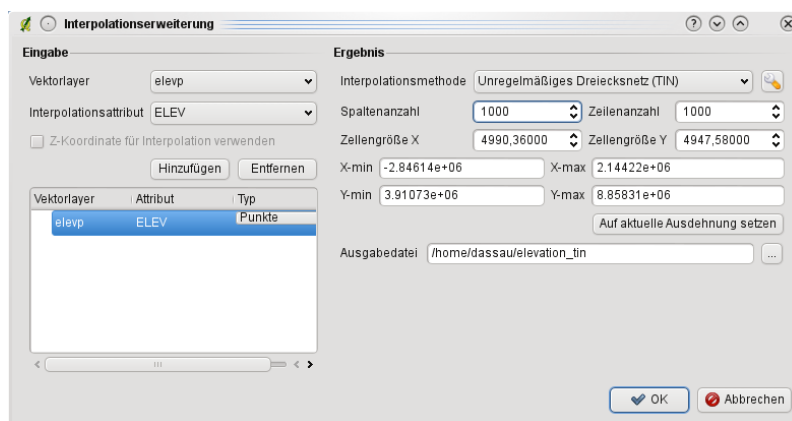 Interpolationserweiterung
Eingabe
Vektorlayer elevp
Interpolationsattribut ELEV
Z-Koordinate für Interpolation verwenden
Hinzufügen Entfernen
Vektorlayer Attribut Typ
elevp ELEV Punkte
Ergebnis
Interpolationsmethode Unregelmäßiges Dreiecksnetz (TIN)
Spaltenanzahl 1000 Zeilenanzahl 1000
Zellengröße X 4990,36000 Zellengröße Y 4947,58000
X-min -2.84614e+06 X-max 2.14422e+06
Y-min 3.91073e+06 Y-max 8.85831e+06
Auf aktuelle Ausdehnung setzen
Ausgabedatei /home/dassau/elevation_tin ...
OK Abbrechen